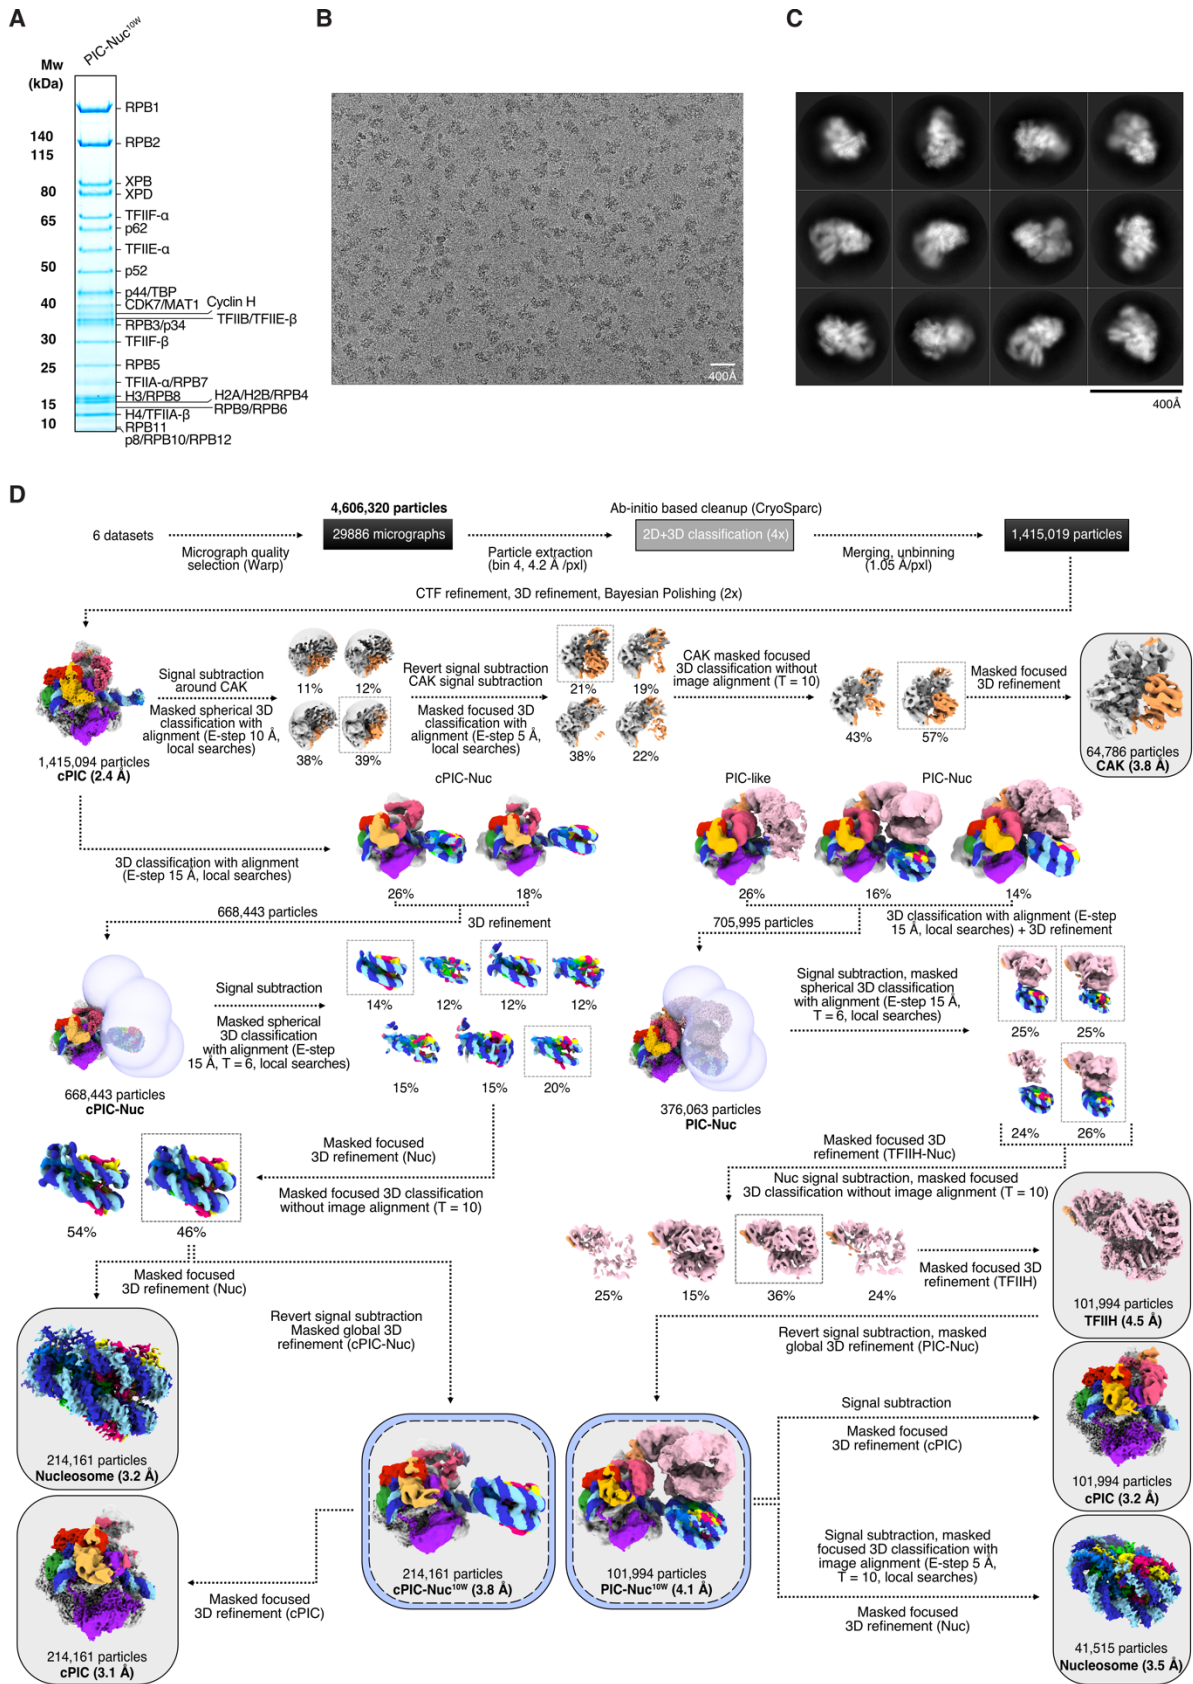 A
B
C
PIC-Nuc10W
Mw
(kDa)
RPB1
140
RPB2
115
XPB
80
XPD
TFIIF-α
65
p62
TFIIE-α
50
p52
p44/TBP
40
CDK7/MAT1
Cyclin H
TFIIB/TFIIE-β
RPB3/p34
30
TFIIF-β
25
RPB5
TFIIA-α/RPB7
H3/RPB8
H2A/H2B/RPB4
15
RPB9/RPB6
H4/TFIIA-β
10
RPB11
p8/RPB10/RPB12
400Å
400Å
D
4,606,320 particles
Ab-initio based cleanup (CryoSparc)
6 datasets
29886 micrographs
2D+3D classification (4x)
1,415,019 particles
Micrograph quality
selection (Warp)
Particle extraction
(bin 4, 4.2 Å /pxl)
Merging, unbinning
(1.05 Å/pxl)
CTF refinement, 3D refinement, Bayesian Polishing (2x)
Signal subtraction
around CAK
Masked spherical 3D
classification with
alignment (E-step 10 Å,
local searches)
11%
12%
38%
39%
Revert signal subtraction
CAK signal subtraction
Masked focused 3D
classification with
alignment (E-step 5 Å,
local searches)
21%
19%
38%
22%
CAK masked focused
3D classification without
image alignment (T = 10)
43%
57%
Masked focused
3D refinement
64,786 particles
CAK (3.8 Å)
1,415,094 particles
cPIC (2.4 Å)
cPIC-Nuc
PIC-like
PIC-Nuc
3D classification with alignment
(E-step 15 Å, local searches)
26%
18%
26%
16%
14%
668,443 particles
3D refinement
705,995 particles
3D classification with alignment (E-step
15 Å, local searches) + 3D refinement
Signal subtraction
Masked spherical
3D classification
with alignment (E-step
15 Å, T = 6, local searches)
14%
12%
12%
12%
15%
15%
20%
668,443 particles
cPIC-Nuc
Signal subtraction, masked
spherical 3D classification
with alignment (E-step 15 Å,
T = 6, local searches)
25%
25%
24%
26%
376,063 particles
PIC-Nuc
Masked focused
3D refinement (Nuc)
Masked focused 3D classification
without image alignment (T = 10)
54%
46%
Masked focused 3D
refinement (TFIIH-Nuc)
Nuc signal subtraction, masked focused
3D classification without image alignment (T = 10)
25%
15%
36%
24%
Masked focused 3D
refinement (TFIIH)
101,994 particles
TFIIH (4.5 Å)
Masked focused
3D refinement (Nuc)
Revert signal subtraction
Masked global 3D
refinement (cPIC-Nuc)
Revert signal subtraction, masked
global 3D refinement (PIC-Nuc)
214,161 particles
Nucleosome (3.2 Å)
Signal subtraction
Masked focused
3D refinement (cPIC)
101,994 particles
cPIC (3.2 Å)
214,161 particles
cPIC-Nuc10W (3.8 Å)
101,994 particles
PIC-Nuc10W (4.1 Å)
Signal subtraction, masked
focused 3D classification with
image alignment (E-step 5 Å,
T = 10, local searches)
Masked focused
3D refinement (Nuc)
Masked focused
3D refinement (cPIC)
214,161 particles
cPIC (3.1 Å)
41,515 particles
Nucleosome (3.5 Å)